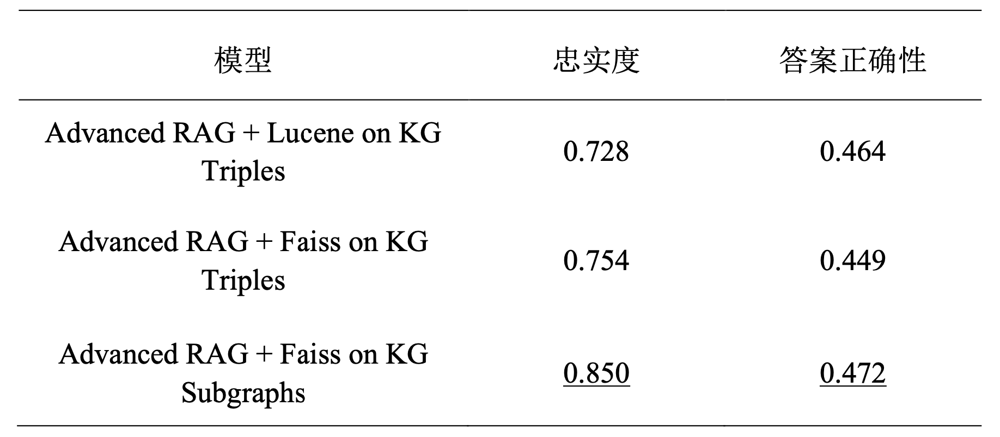 模型 忠实度 答案正确性
Advanced RAG + Lucene on KG
Triples
0.728 0.464
Advanced RAG + Faiss on KG
Triples
0.754 0.449
Advanced RAG + Faiss on KG
Subgraphs
0.850 0.472